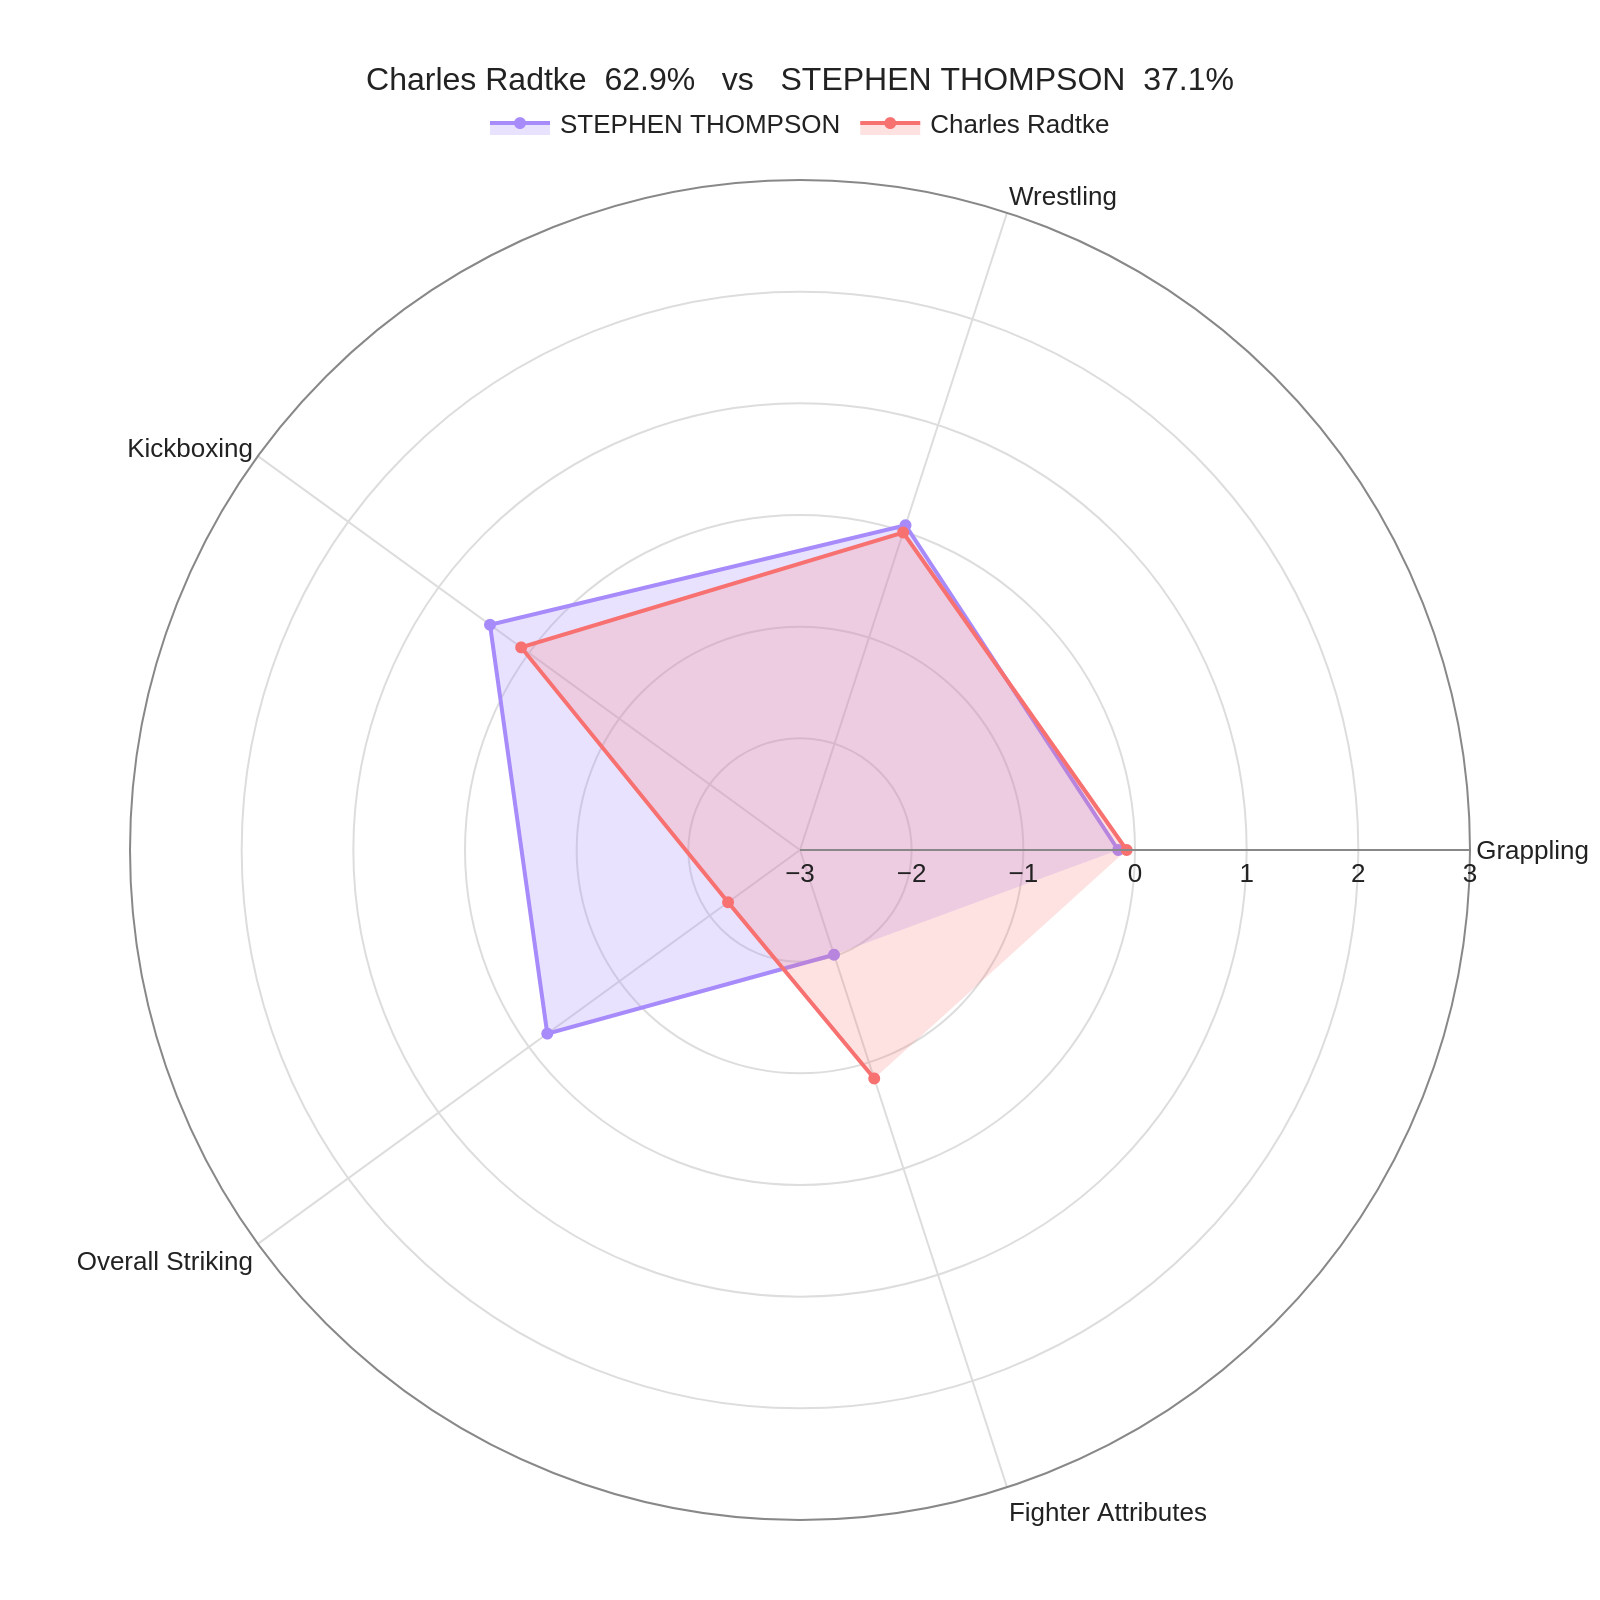 Charles Radtke 62.9% vs STEPHEN THOMPSON 37.1%
STEPHEN THOMPSON Charles Radtke
Wrestling
Kickboxing
Grappling
−3 −2 −1 0 1 2 3
Overall Striking
Fighter Attributes